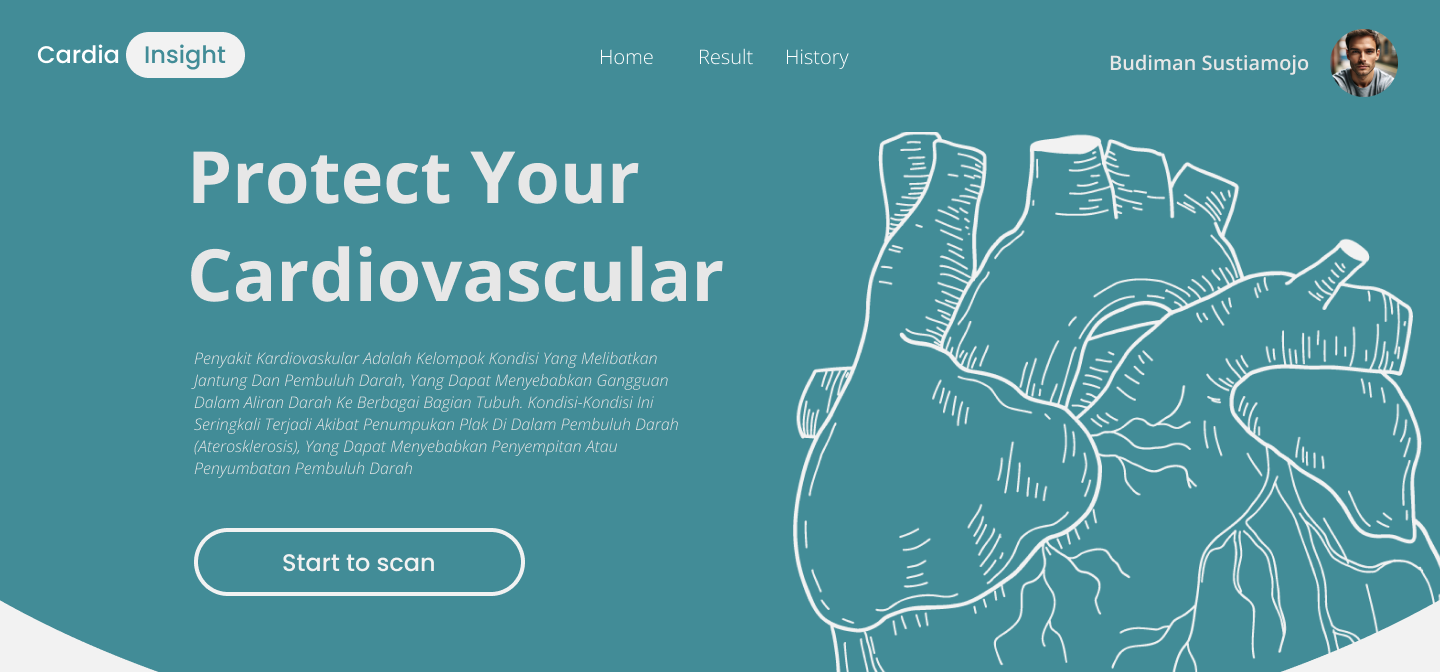 Cardia Insight
Home Result History
Budiman Sustiamojo
Protect Your
Cardiovascular
Penyakit Kardiovaskular Adalah Kelompok Kondisi Yang Melibatkan
Jantung Dan Pembuluh Darah, Yang Dapat Menyebabkan Gangguan
Dalam Aliran Darah Ke Berbagai Bagian Tubuh. Kondisi-Kondisi Ini
Seringkali Terjadi Akibat Penumpukan Plak Di Dalam Pembuluh Darah
(Aterosklerosis), Yang Dapat Menyebabkan Penyempitan Atau
Penyumbatan Pembuluh Darah
Start to scan